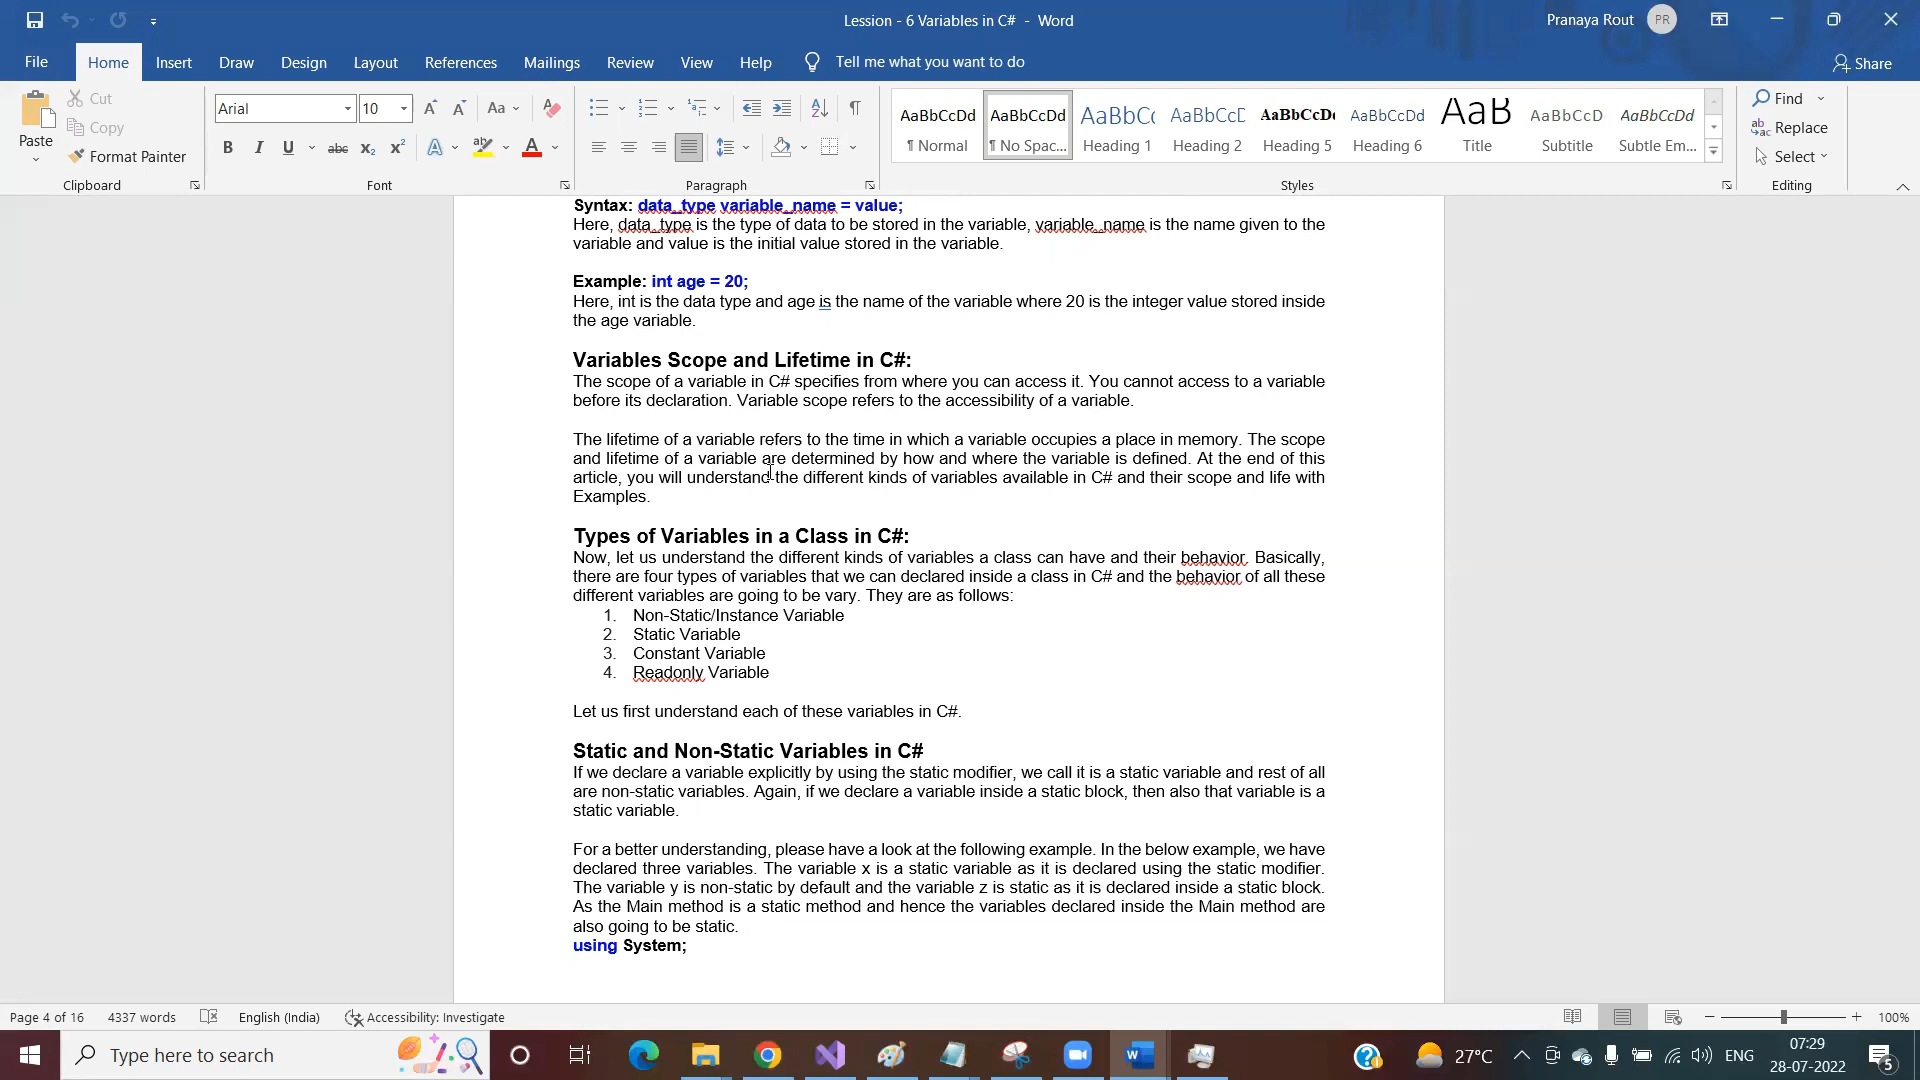 Lession - 6 Variables in C# - Word
Pranaya Rout
PR
File Home Insert Draw Design Layout References Mailings Review View Help Tell me what you want to do Share
Paste
Cut
Copy
Format Painter
Clipboard
Arial 10
Aa
B I U abc x2 x2 A A
Font
Paragraph
AaBbCcDd ¶ Normal
AaBbCcDd ¶ No Spac...
AaBbCc Heading 1
AaBbCcD Heading 2
AaBbCcDc Heading 5
AaBbCcDd Heading 6
AaB Title
AaBbCcD Subtitle
AaBbCcDd Subtle Em...
Styles
Find
Replace
Select
Editing
Syntax: data_type variable_name = value;
Here, data_type is the type of data to be stored in the variable, variable_name is the name given to the
variable and value is the initial value stored in the variable.
Example: int age = 20;
Here, int is the data type and age is the name of the variable where 20 is the integer value stored inside
the age variable.
Variables Scope and Lifetime in C#:
The scope of a variable in C# specifies from where you can access it. You cannot access to a variable
before its declaration. Variable scope refers to the accessibility of a variable.
The lifetime of a variable refers to the time in which a variable occupies a place in memory. The scope
and lifetime of a variable are determined by how and where the variable is defined. At the end of this
article, you will understand the different kinds of variables available in C# and their scope and life with
Examples.
Types of Variables in a Class in C#:
Now, let us understand the different kinds of variables a class can have and their behavior. Basically,
there are four types of variables that we can declared inside a class in C# and the behavior of all these
different variables are going to be vary. They are as follows:
1. Non-Static/Instance Variable
2. Static Variable
3. Constant Variable
4. Readonly Variable
Let us first understand each of these variables in C#.
Static and Non-Static Variables in C#
If we declare a variable explicitly by using the static modifier, we call it is a static variable and rest of all
are non-static variables. Again, if we declare a variable inside a static block, then also that variable is a
static variable.
For a better understanding, please have a look at the following example. In the below example, we have
declared three variables. The variable x is a static variable as it is declared using the static modifier.
The variable y is non-static by default and the variable z is static as it is declared inside a static block.
As the Main method is a static method and hence the variables declared inside the Main method are
also going to be static.
using System;
Page 4 of 16 4337 words English (India) Accessibility: Investigate 100%
Type here to search
27°C ENG
07:29
28-07-2022
5